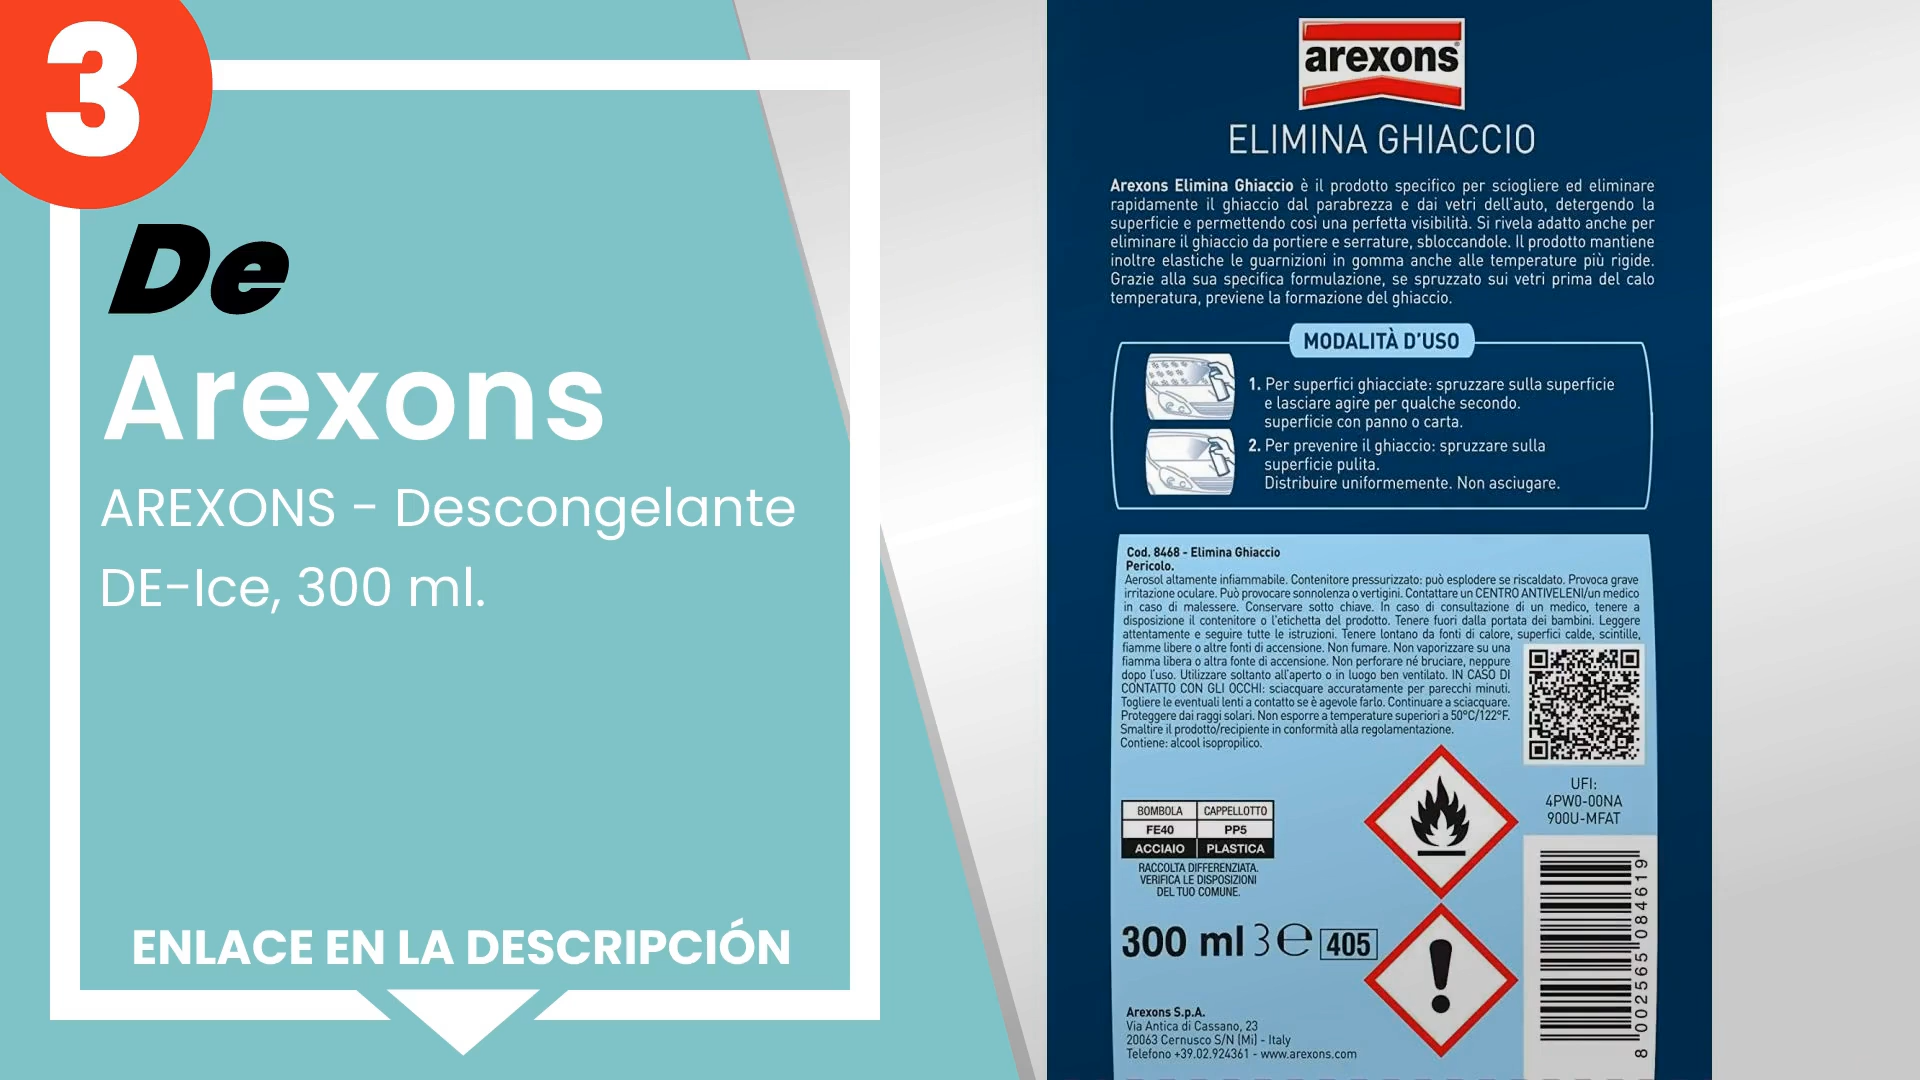 3
De
Arexons
AREXONS - Descongelante
DE-Ice, 300 ml.
ENLACE EN LA DESCRIPCIÓN
arexons
ELIMINA GHIACCIO
Arexons Elimina Ghiaccio è il prodotto specifico per sciogliere ed eliminare
rapidamente il ghiaccio dal parabrezza e dai vetri dell'auto, detergendo la
superficie e permettendo così una perfetta visibilità. Si rivela adatto anche per
eliminare il ghiaccio da portiere e serrature, sbloccandole. Il prodotto mantiene
inoltre elastiche le guarnizioni in gomma anche alle temperature più rigide.
Grazie alla sua specifica formulazione, se spruzzato sui vetri prima del calo
temperatura, previene la formazione del ghiaccio.
MODALITÀ D'USO
1. Per superfici ghiacciate: spruzzare sulla superficie
e lasciare agire per qualche secondo.
superficie con panno o carta.
2. Per prevenire il ghiaccio: spruzzare sulla
superficie pulita.
Distribuire uniformemente. Non asciugare.
Cod. 8468 - Elimina Ghiaccio
Pericolo.
Aerosol altamente infiammabile. Contenitore pressurizzato: può esplodere se riscaldato. Provoca grave
irritazione oculare. Può provocare sonnolenza o vertigini. Contattare un CENTRO ANTIVELENI/un medico
in caso di malessere. Conservare sotto chiave. In caso di consultazione di un medico, tenere a
disposizione il contenitore o l'etichetta del prodotto. Tenere fuori dalla portata dei bambini. Leggere
attentamente e seguire tutte le istruzioni. Tenere lontano da fonti di calore, superfici calde, scintille,
fiamme libere o altre fonti di accensione. Non fumare. Non vaporizzare su una
fiamma libera o altra fonte di accensione. Non perforare né bruciare, neppure
dopo l'uso. Utilizzare soltanto all'aperto o in luogo ben ventilato. IN CASO DI
CONTATTO CON GLI OCCHI: sciacquare accuratamente per parecchi minuti.
Togliere le eventuali lenti a contatto se è agevole farlo. Continuare a sciacquare.
Proteggere dai raggi solari. Non esporre a temperature superiori a 50°C/122°F.
Smaltire il prodotto/recipiente in conformità alla regolamentazione.
Contiene: alcool isopropilico.
UFI:
4PW0-00NA
900U-MFAT
BOMBOLA CAPPELLOTTO
FE40 PP5
ACCIAIO PLASTICA
RACCOLTA DIFFERENZIATA.
VERIFICA LE DISPOSIZIONI
DEL TUO COMUNE.
300 ml 3 e 405
8 002565 084619
Arexons S.p.A.
Via Antica di Cassano, 23
20063 Cernusco S/N (Mi) - Italy
Telefono +39.02.924361 - www.arexons.com